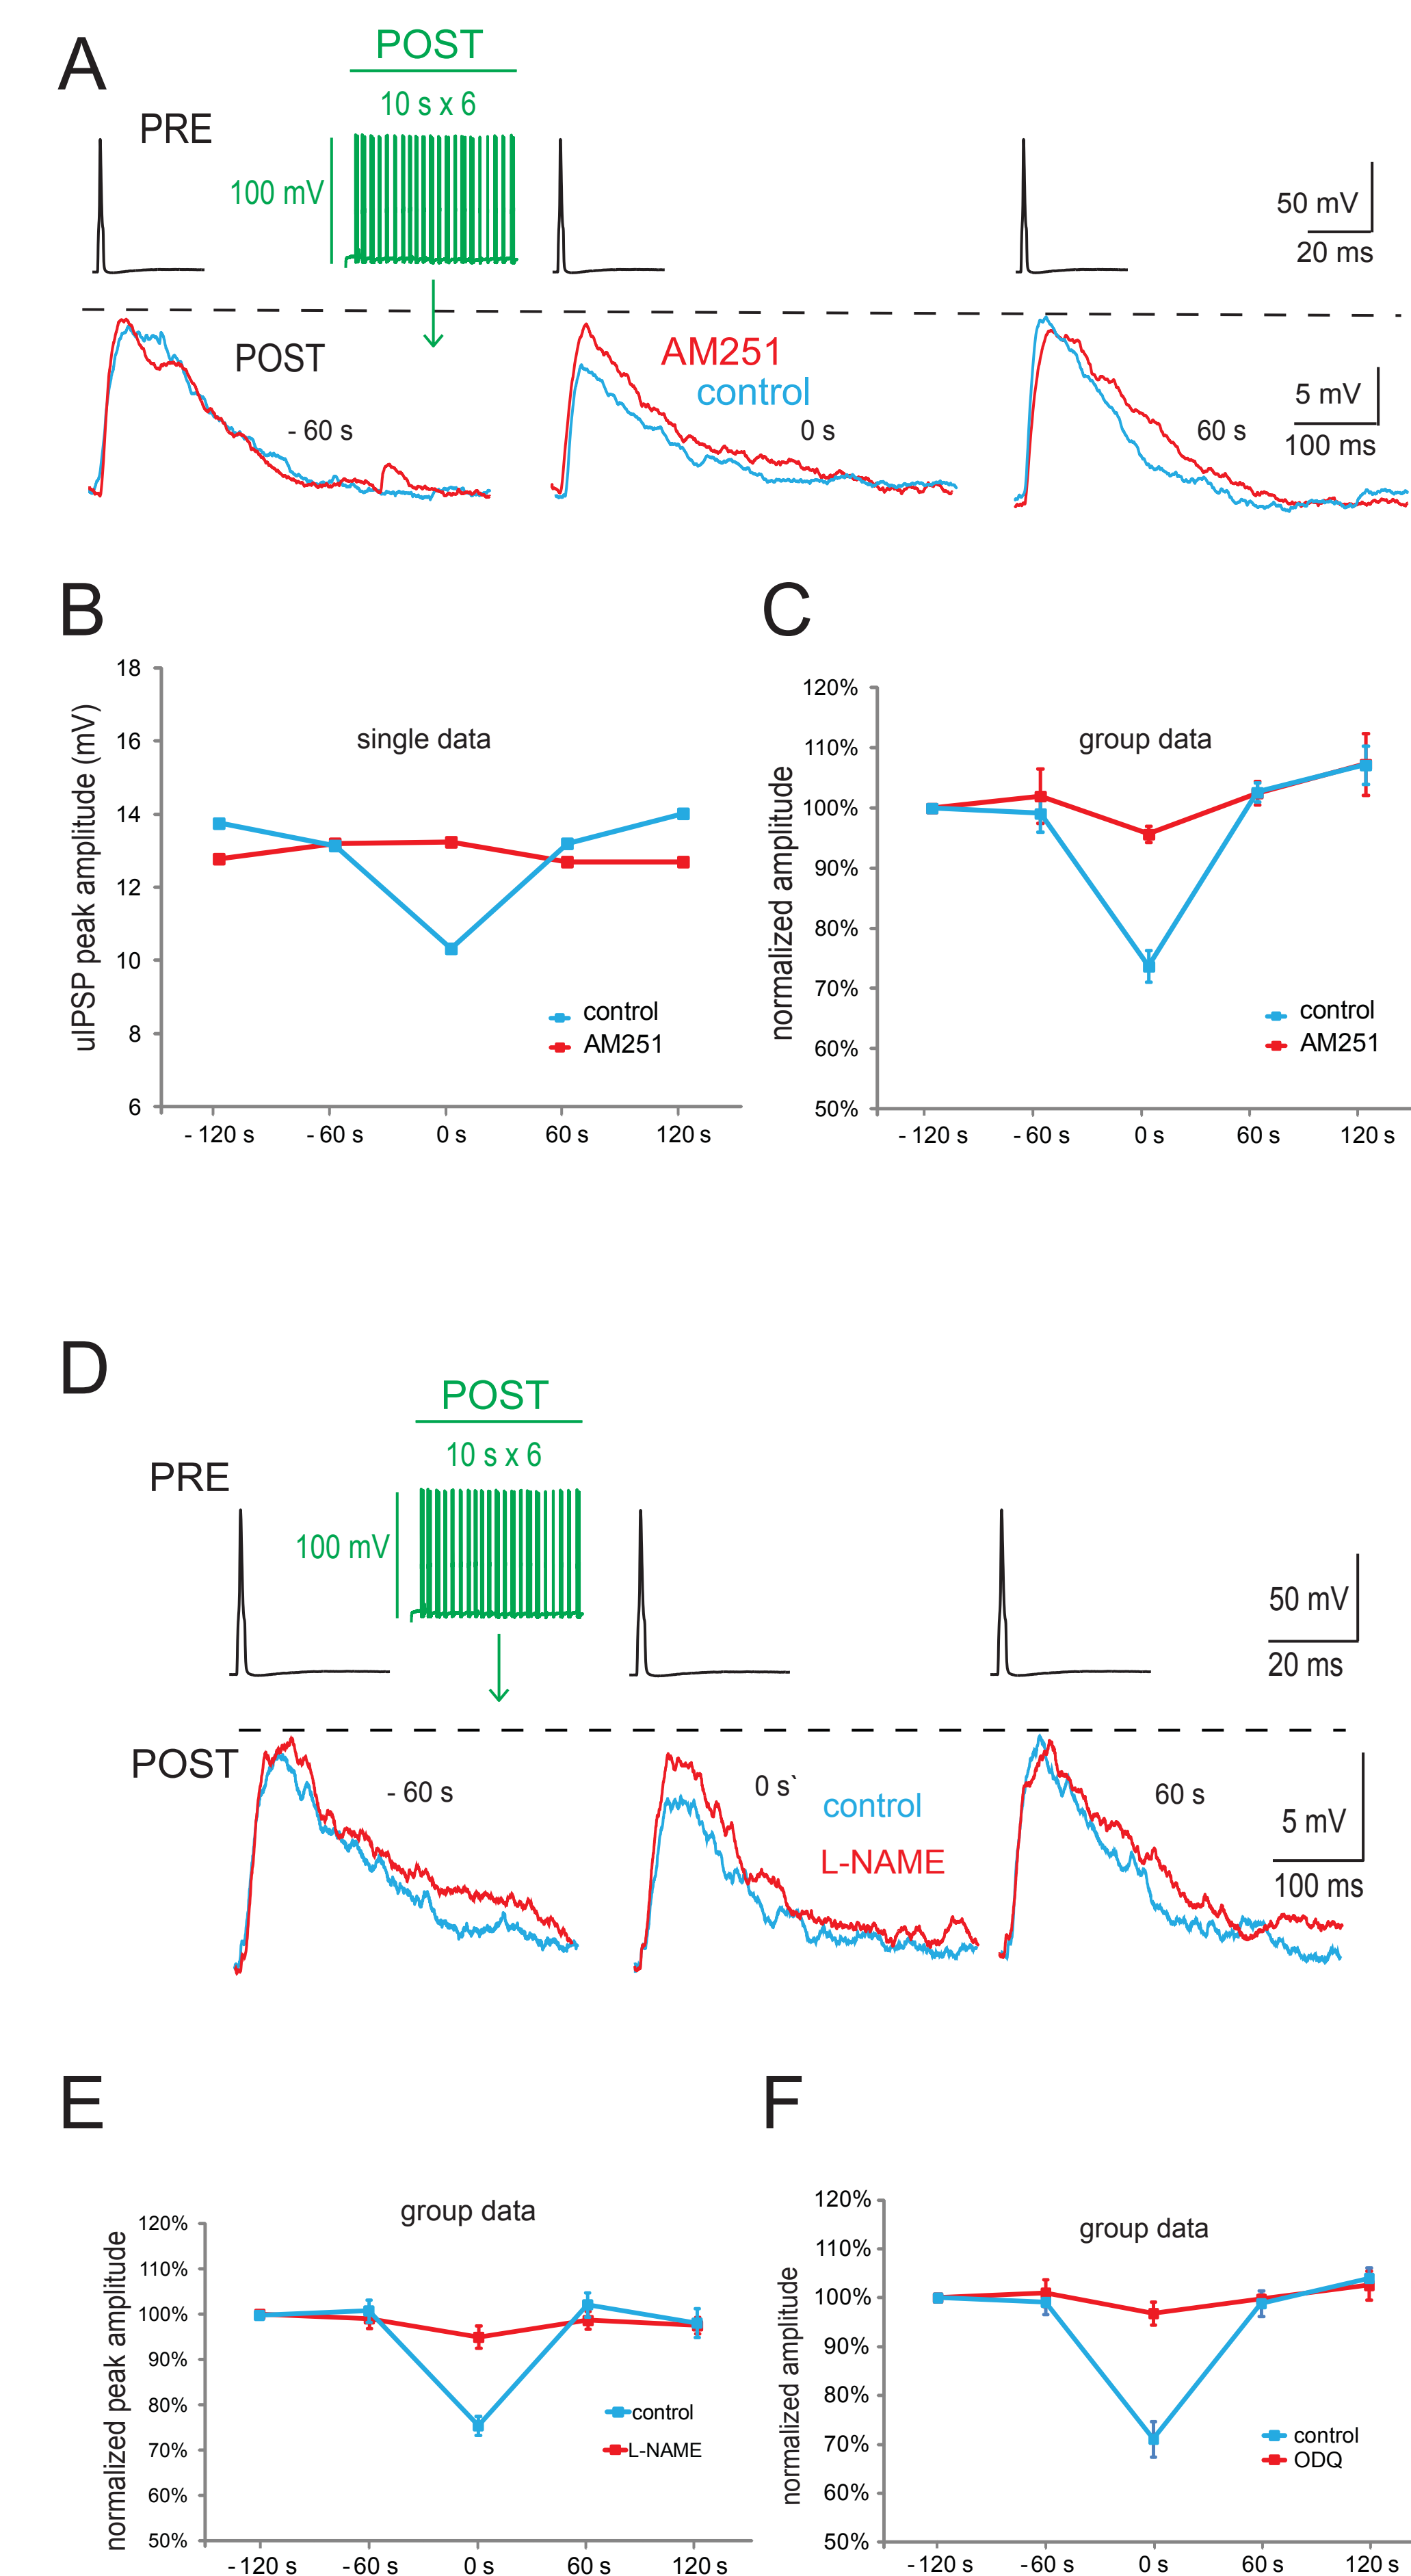 A
POST
10 s x 6
PRE
100 mV
50 mV
20 ms
POST
AM251
control
- 60 s
0 s
60 s
5 mV
100 ms
B
uIPSP peak amplitude (mV)
18
16
14
12
10
8
6
single data
control
AM251
- 120 s
- 60 s
0 s
60 s
120 s
C
normalized amplitude
120%
110%
100%
90%
80%
70%
60%
50%
group data
control
AM251
- 120 s
- 60 s
0 s
60 s
120 s
D
POST
10 s x 6
PRE
100 mV
50 mV
20 ms
POST
- 60 s
0 s`
control
L-NAME
60 s
5 mV
100 ms
E
normalized peak amplitude
group data
120%
110%
100%
90%
80%
70%
60%
50%
control
L-NAME
- 120 s
-60 s
0 s
60 s
120 s
F
normalized amplitude
120%
110%
100%
90%
80%
70%
60%
50%
group data
control
ODQ
- 120 s
-60 s
0 s
60 s
120 s